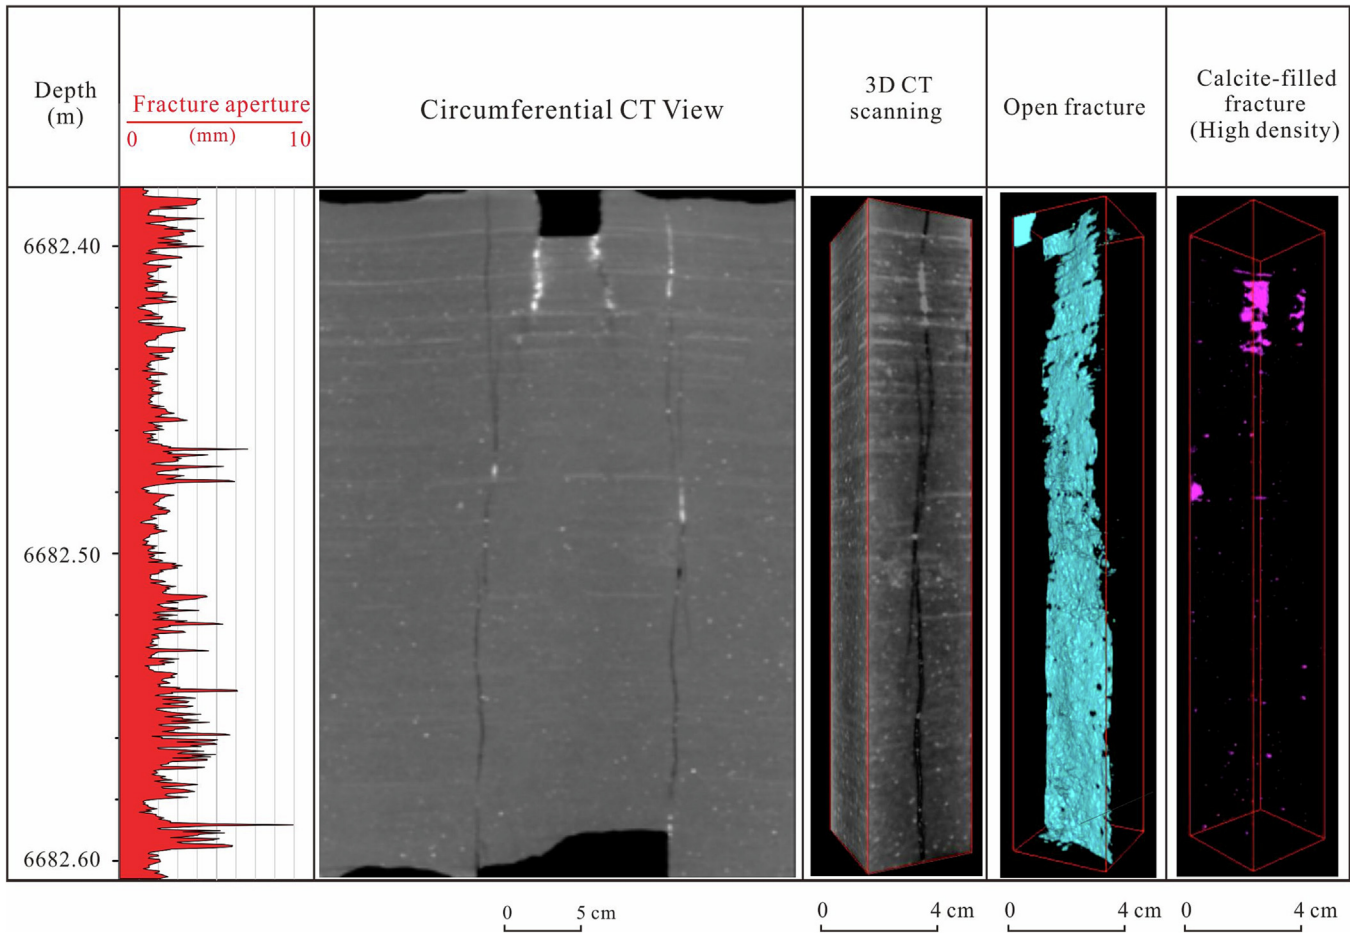 Depth
(m)
Fracture aperture
0 (mm) 10
Circumferential CT View
3D CT
scanning
Open fracture
Calcite-filled
fracture
(High density)
6682.40
6682.50
6682.60
0 5 cm
0 4 cm
0 4 cm
0 4 cm